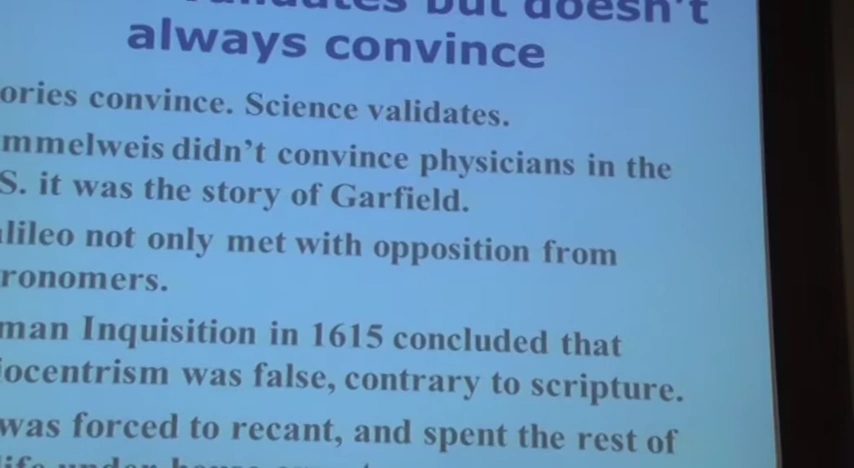 but doesn't
always convince
ories convince. Science validates.
mmelweis didn't convince physicians in the
S. it was the story of Garfield.
lileo not only met with opposition from
ronomers.
man Inquisition in 1615 concluded that
iocentrism was false, contrary to scripture.
was forced to recant, and spent the rest of